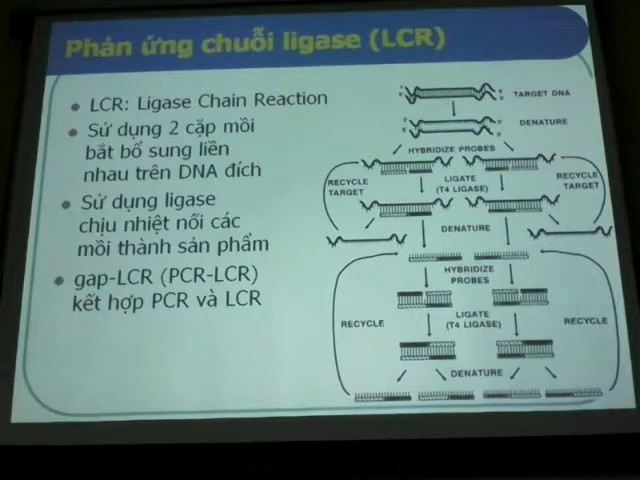 Phản ứng chuỗi ligase (LCR)
LCR: Ligase Chain Reaction
Sử dụng 2 cặp mồi
bắt bổ sung liền
nhau trên DNA đích
Sử dụng ligase
chịu nhiệt nối các
mồi thành sản phẩm
gap-LCR (PCR-LCR)
kết hợp PCR và LCR
TARGET DNA
DENATURE
HYBRIDIZE PROBES
RECYCLE
TARGET
LIGATE
(T4 LIGASE)
RECYCLE
TARGET
DENATURE
HYBRIDIZE
PROBES
RECYCLE
LIGATE
(T4 LIGASE)
RECYCLE
DENATURE